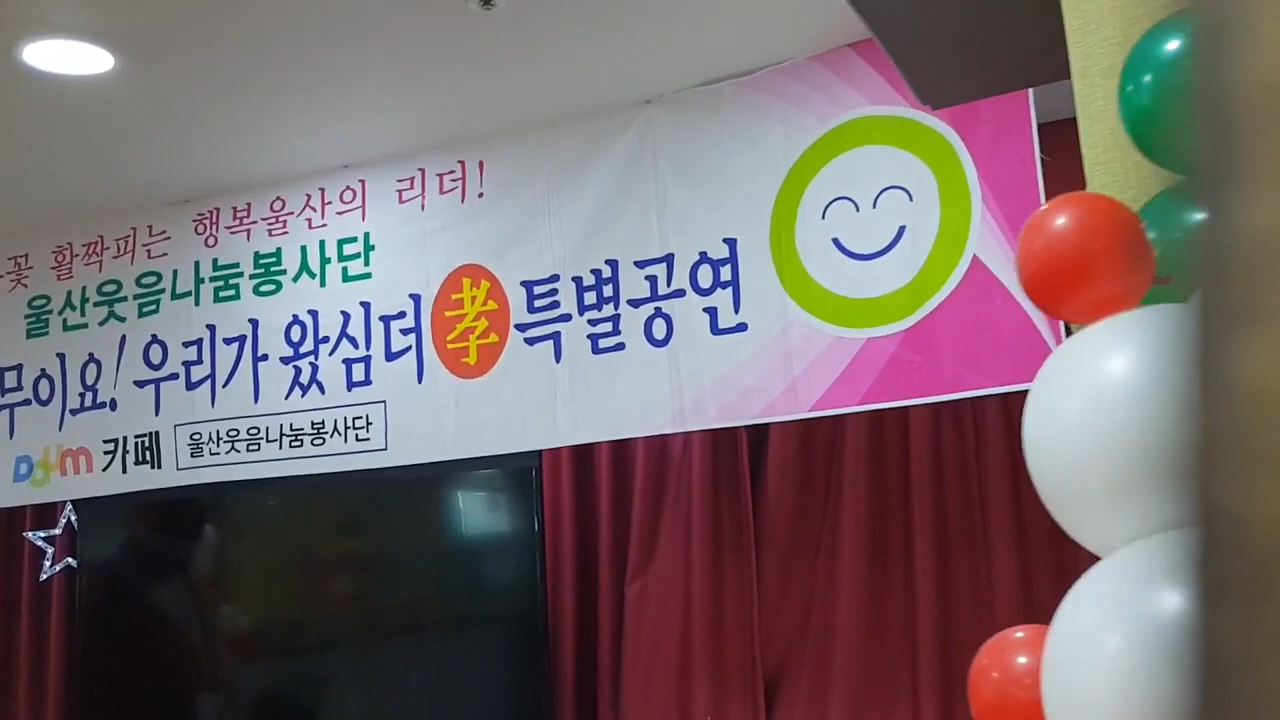 꽃 활짝피는 행복울산의 리더!
울산웃음나눔봉사단
무이요! 우리가 왔심더 孝 특별공연
Daum 카페 울산웃음나눔봉사단